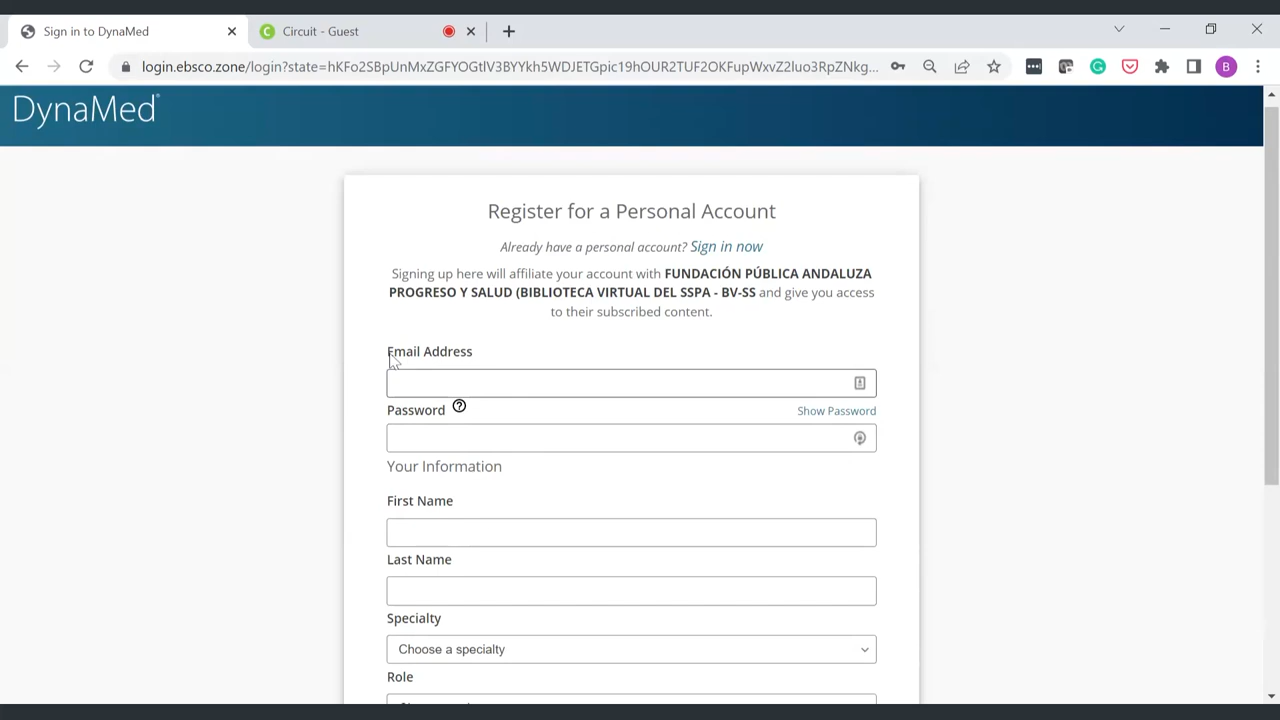 Sign in to DynaMed
Circuit - Guest
login.ebsco.zone/login?state=hKFo2SBpUnMxZGFYOGtlV3BYYkh5WDJETGpic19hOUR2TUF2OKFupWxvZ2luo3RpZNkg...
B
DynaMed®
Register for a Personal Account
Already have a personal account? Sign in now
Signing up here will affiliate your account with FUNDACIÓN PÚBLICA ANDALUZA
PROGRESO Y SALUD (BIBLIOTECA VIRTUAL DEL SSPA - BV-SS and give you access
to their subscribed content.
Email Address
Password
Show Password
Your Information
First Name
Last Name
Specialty
Choose a specialty
Role